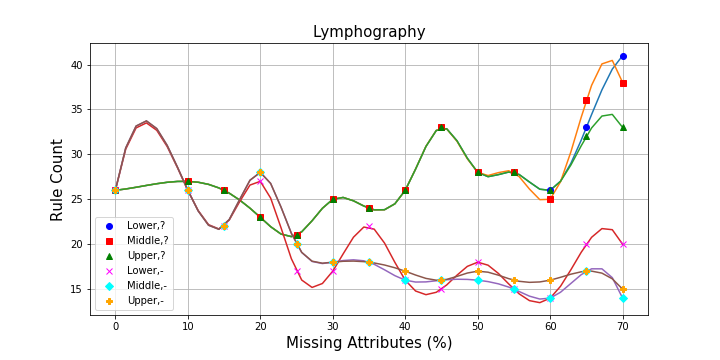 Lymphography
Rule Count
40
35
30
25
20
15
Lower,?
Middle,?
Upper,?
Lower,-
Middle,-
Upper,-
0 10 20 30 40 50 60 70
Missing Attributes (%)